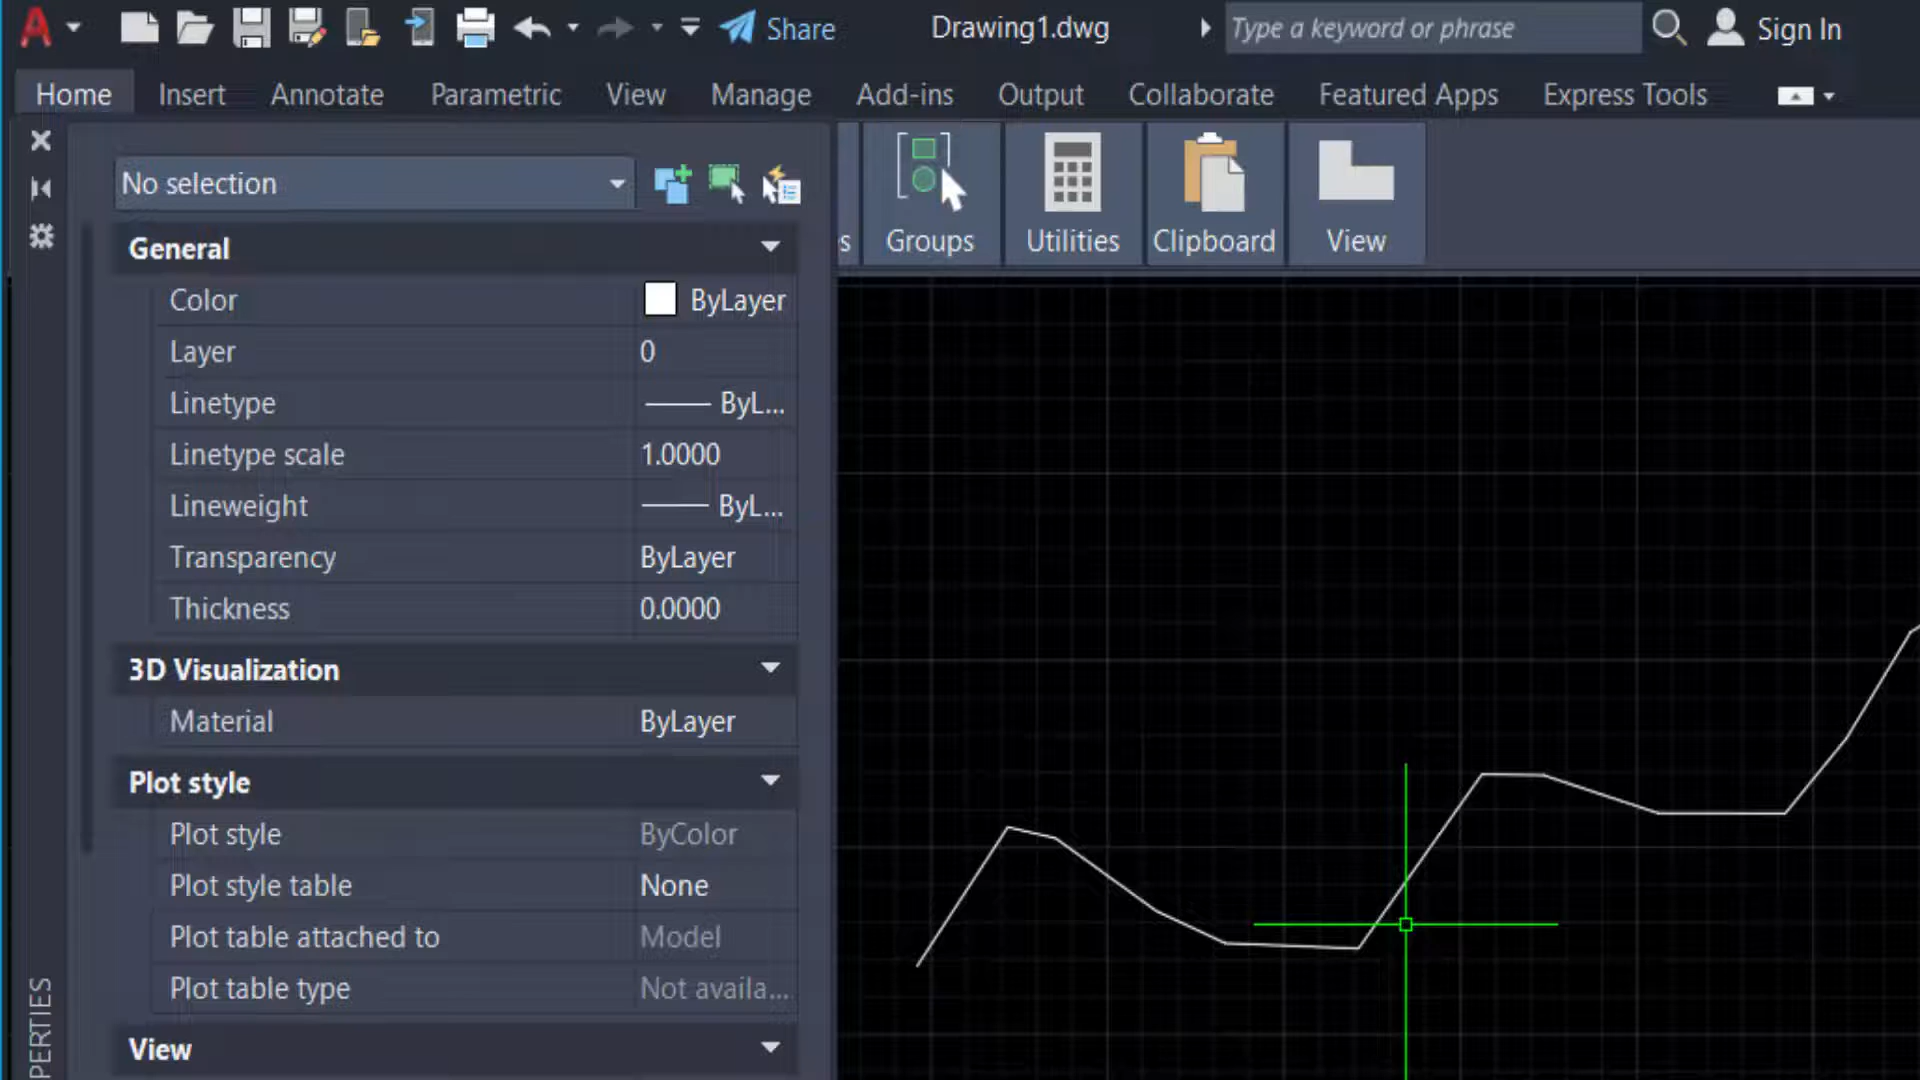 Share
Drawing1.dwg
Type a keyword or phrase
Sign In
Home Insert Annotate Parametric View Manage Add-ins Output Collaborate Featured Apps Express Tools
No selection
Groups
Utilities
Clipboard
View
General
Color ByLayer
Layer 0
Linetype ByL...
Linetype scale 1.0000
Lineweight ByL...
Transparency ByLayer
Thickness 0.0000
3D Visualization
Material ByLayer
Plot style
Plot style ByColor
Plot style table None
Plot table attached to Model
Plot table type Not availa...
View
PERTIES